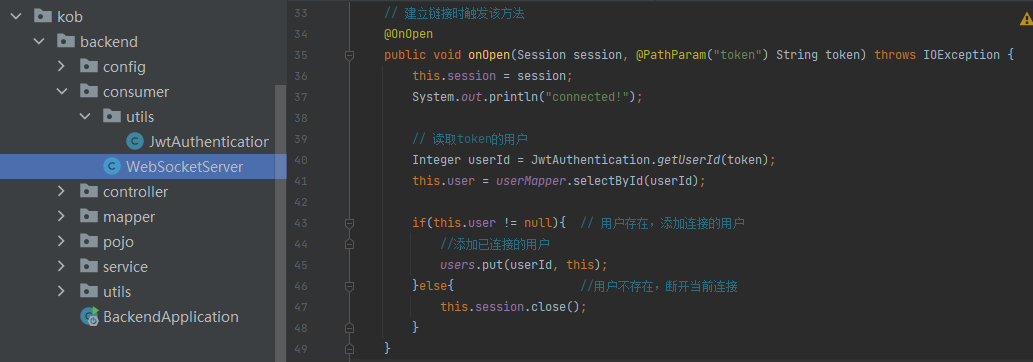 kob
backend
config
consumer
utils
JwtAuthentication
WebSocketServer
controller
mapper
pojo
service
utils
BackendApplication
33 // 建立链接时触发该方法
34 @OnOpen
35 public void onOpen(Session session, @PathParam("token") String token) throws IOException {
36 this.session = session;
37 System.out.println("connected!");
38
39 // 读取token的用户
40 Integer userId = JwtAuthentication.getUserId(token);
41 this.user = userMapper.selectById(userId);
42
43 if(this.user != null){ // 用户存在，添加连接的用户
44 //添加已连接的用户
45 users.put(userId, this);
46 }else{ //用户不存在，断开当前连接
47 this.session.close();
48 }
49 }